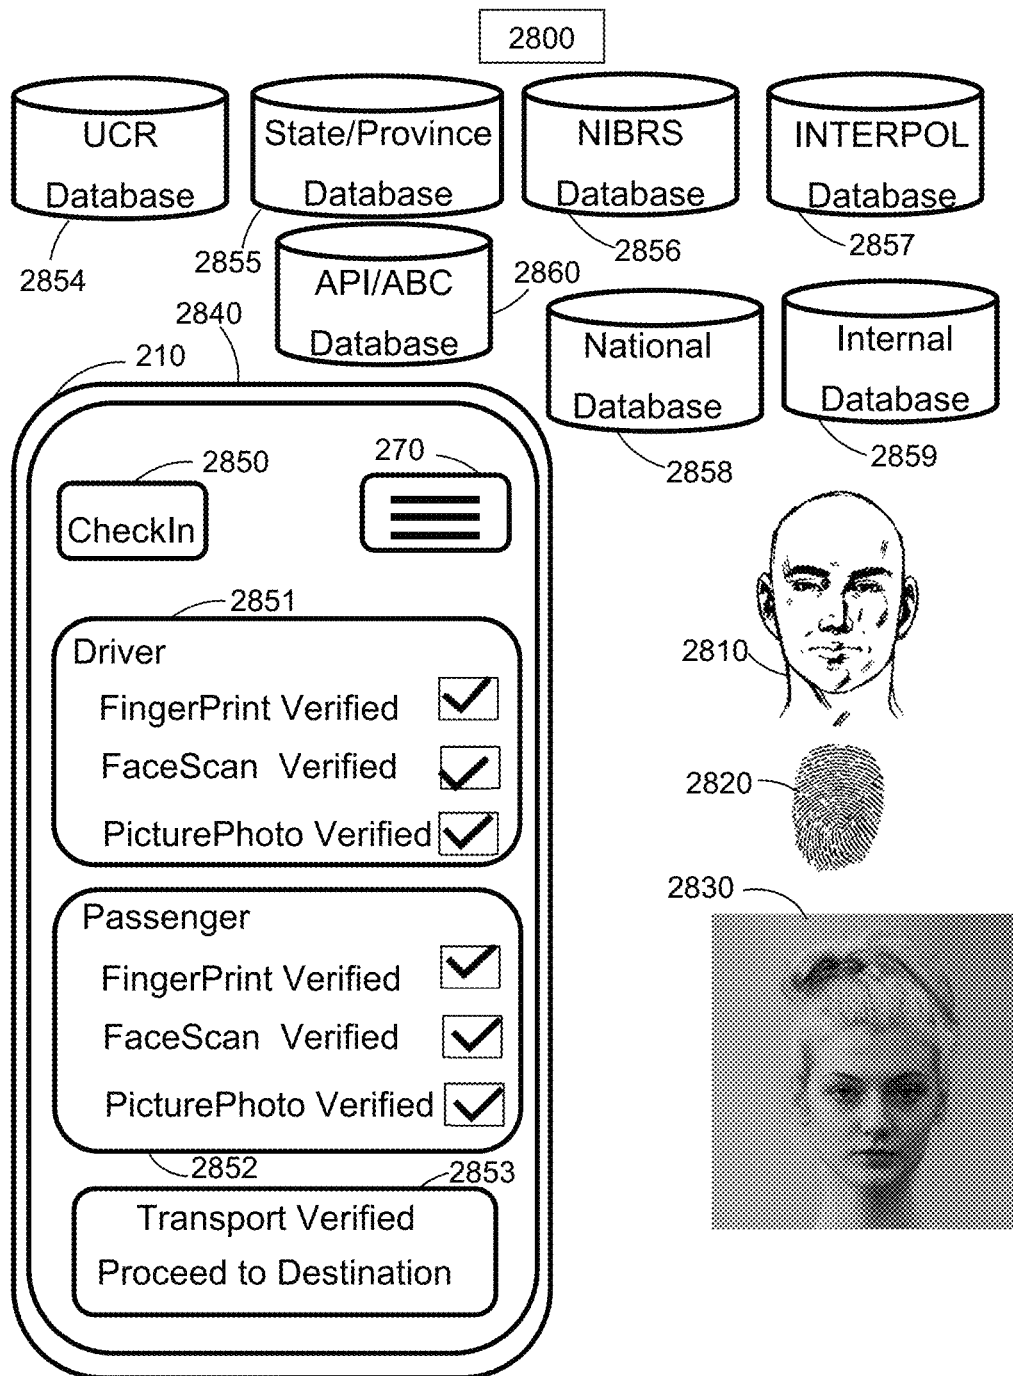 2800
UCR
Database
State/Province
Database
NIBRS
Database
INTERPOL
Database
2854
2855
2856
2857
API/ABC
Database
2860
National
Database
Internal
Database
2858
2859
2840
210
2850
270
CheckIn
2851
Driver
FingerPrint Verified
FaceScan Verified
PicturePhoto Verified
Passenger
FingerPrint Verified
FaceScan Verified
PicturePhoto Verified
2852
2853
Transport Verified
Proceed to Destination
2810
2820
2830